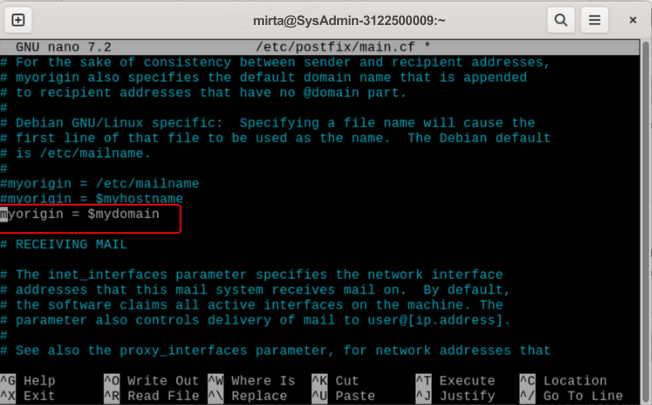 mirta@SysAdmin-3122500009:~
GNU nano 7.2 /etc/postfix/main.cf *
# For the sake of consistency between sender and recipient addresses,
# myorigin also specifies the default domain name that is appended
# to recipient addresses that have no @domain part.
#
# Debian GNU/Linux specific:  Specifying a file name will cause the
# first line of that file to be used as the name.  The Debian default
# is /etc/mailname.
#
#myorigin = /etc/mailname
#myorigin = $myhostname
myorigin = $mydomain
# RECEIVING MAIL
# The inet_interfaces parameter specifies the network interface
# addresses that this mail system receives mail on.  By default,
# the software claims all active interfaces on the machine. The
# parameter also controls delivery of mail to user@[ip.address].
#
# See also the proxy_interfaces parameter, for network addresses that
^G Help ^O Write Out ^W Where Is ^K Cut ^T Execute ^C Location
^X Exit ^R Read File ^\ Replace ^U Paste ^J Justify ^/ Go To Line